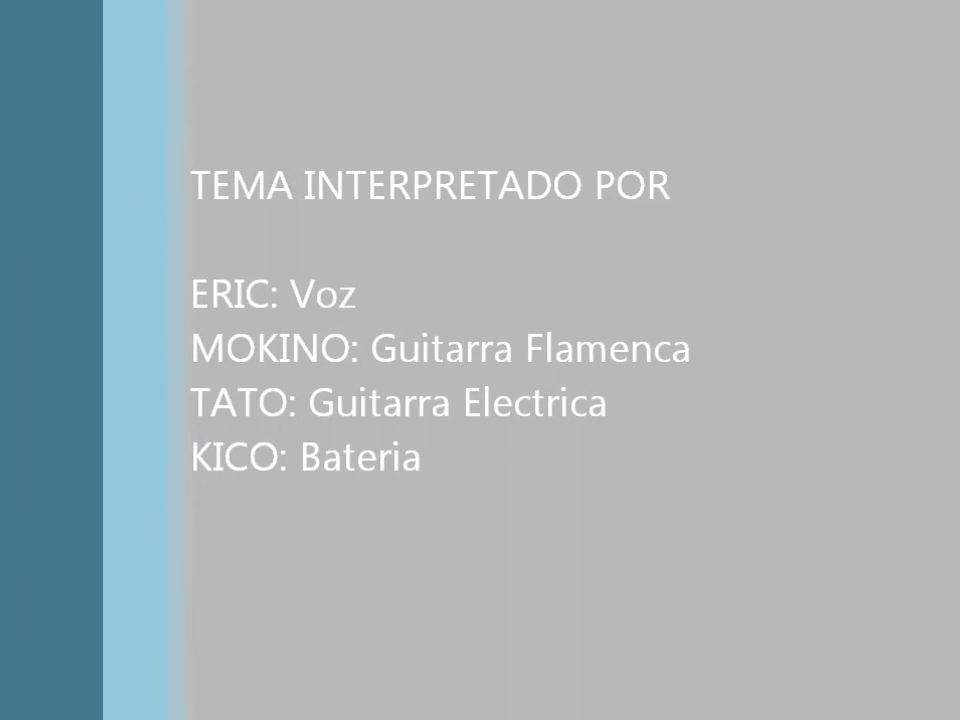 TEMA INTERPRETADO POR
ERIC: Voz
MOKINO: Guitarra Flamenca
TATO: Guitarra Electrica
KICO: Bateria